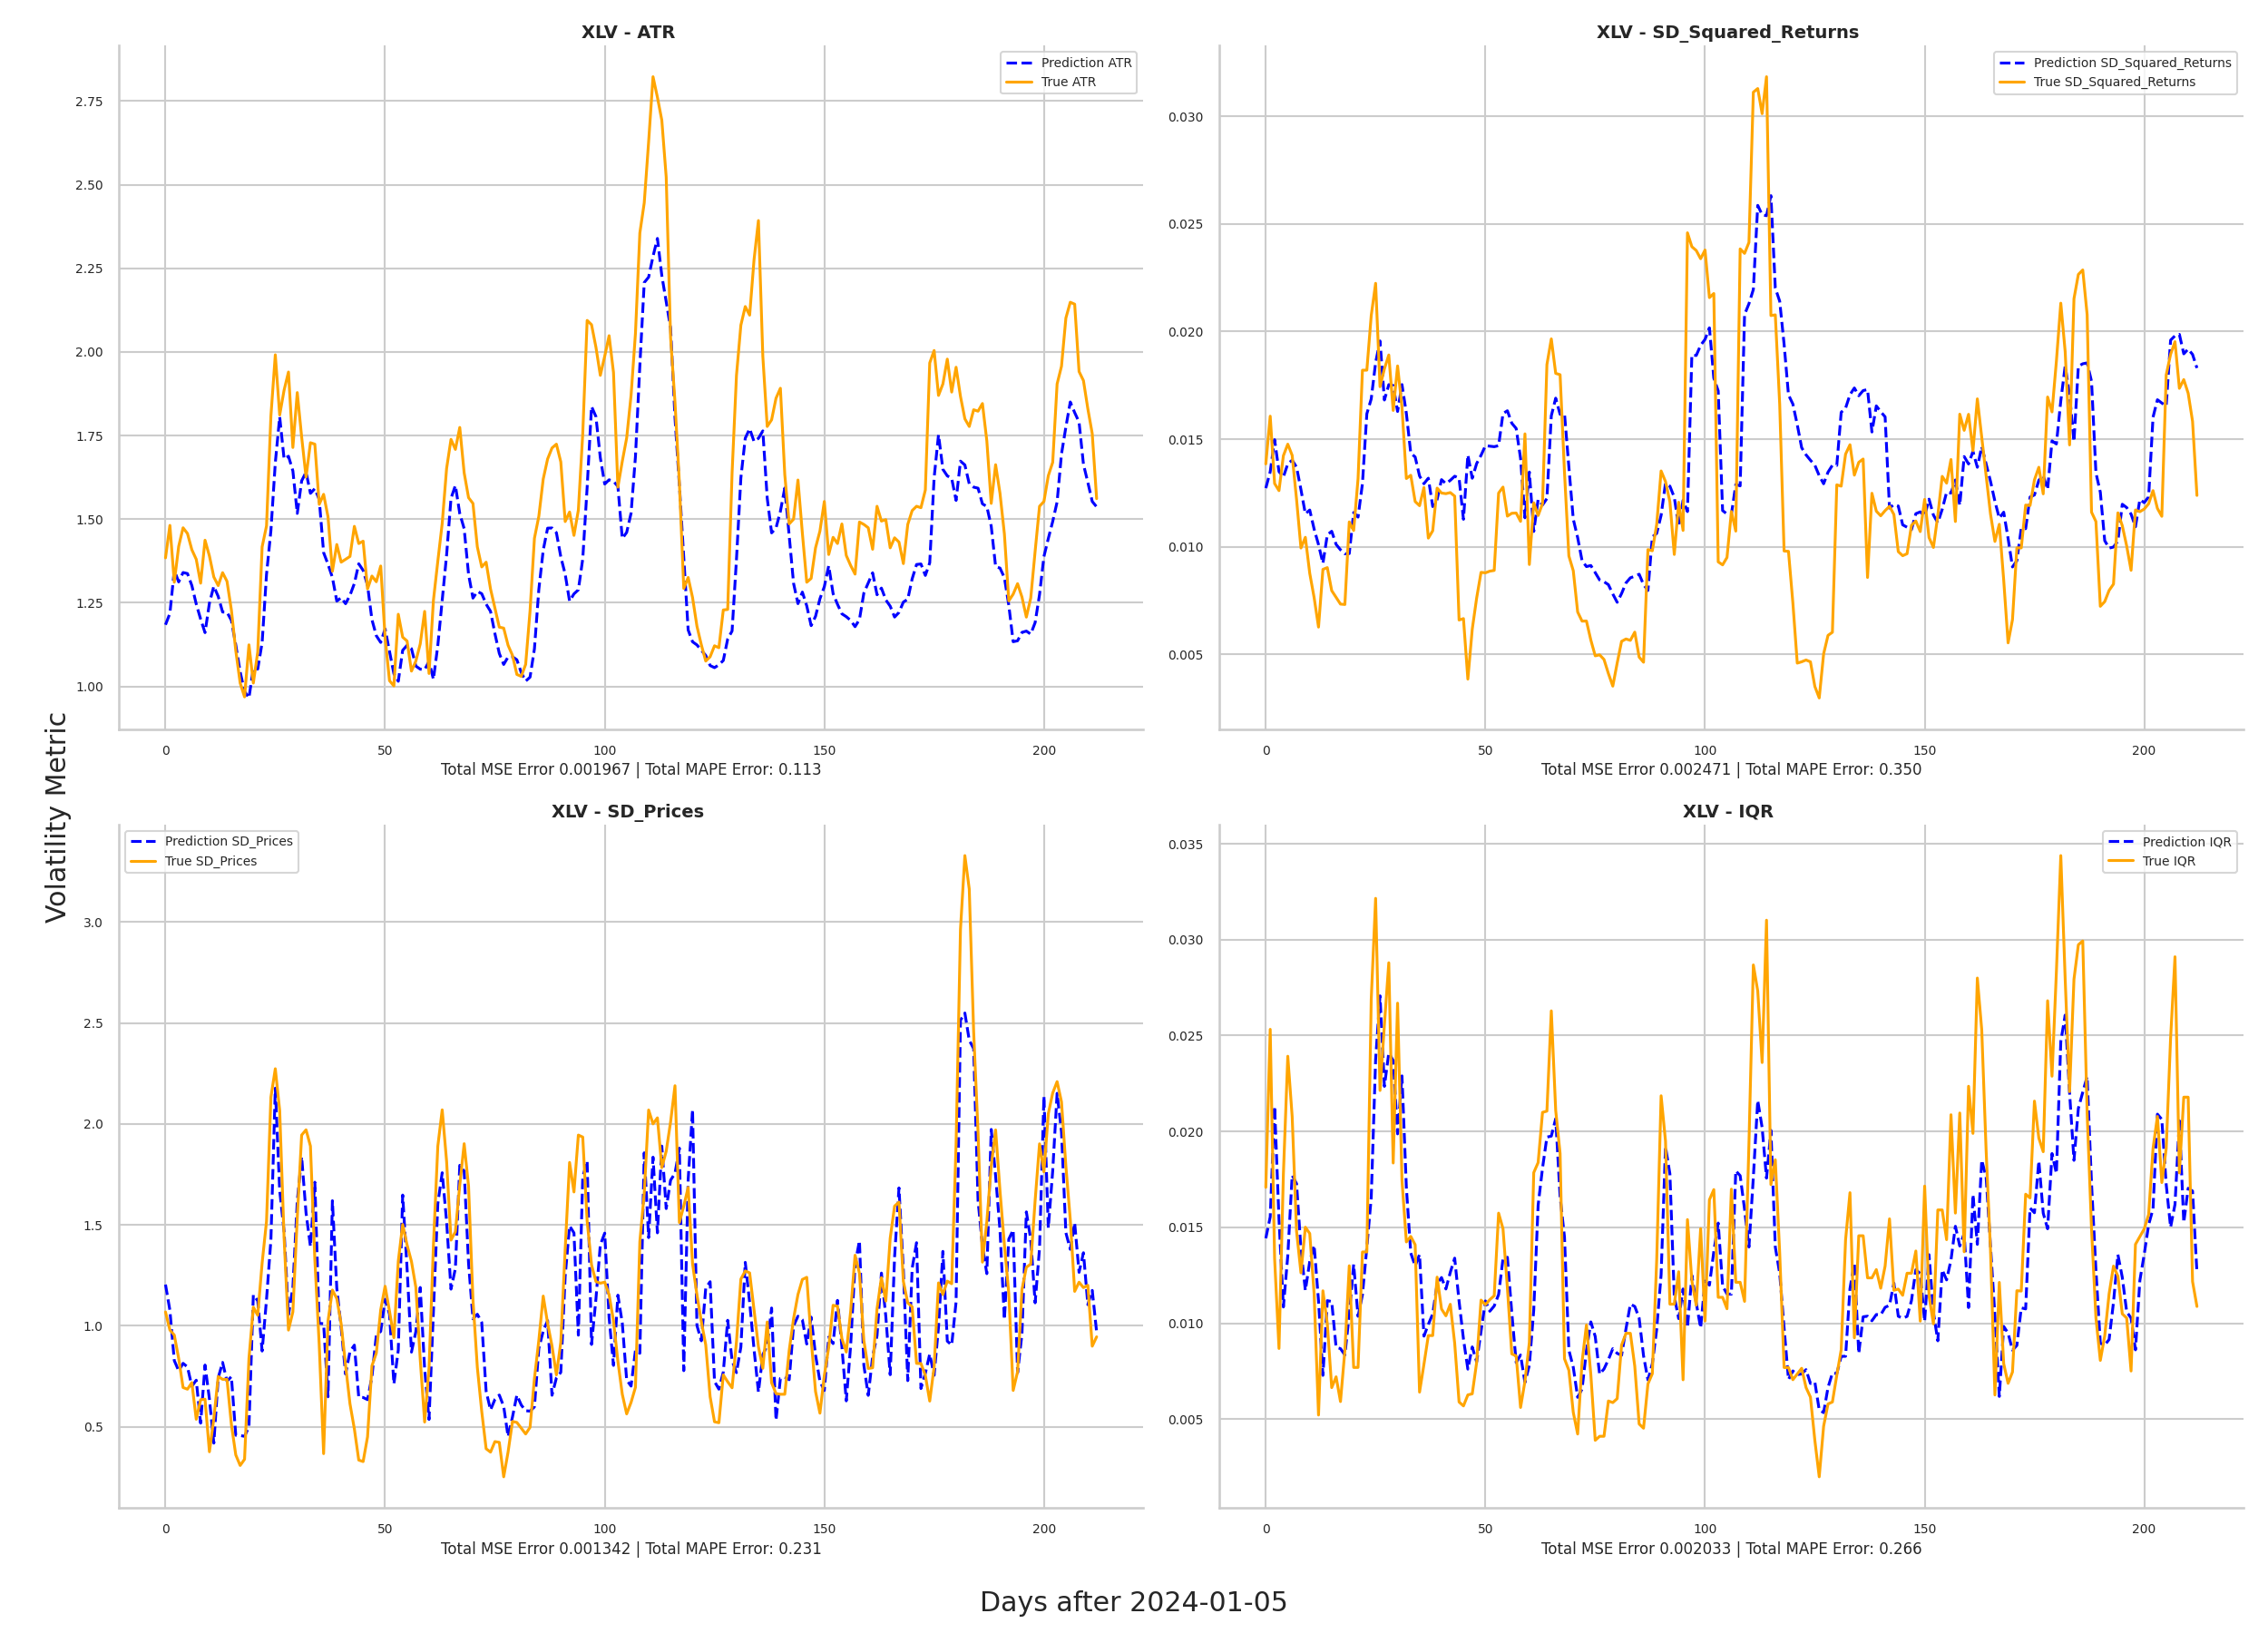 XLV - ATR
Prediction ATR
True ATR
2.75
2.50
2.25
2.00
1.75
1.50
1.25
1.00
0
50
100
150
200
Total MSE Error 0.001967 | Total MAPE Error: 0.113
XLV - SD_Squared_Returns
Prediction SD_Squared_Returns
True SD_Squared_Returns
0.030
0.025
0.020
0.015
0.010
0.005
0
50
100
150
200
Total MSE Error 0.002471 | Total MAPE Error: 0.350
Volatility Metric
XLV - SD_Prices
Prediction SD_Prices
True SD_Prices
3.0
2.5
2.0
1.5
1.0
0.5
0
50
100
150
200
Total MSE Error 0.001342 | Total MAPE Error: 0.231
XLV - IQR
Prediction IQR
True IQR
0.035
0.030
0.025
0.020
0.015
0.010
0.005
0
50
100
150
200
Total MSE Error 0.002033 | Total MAPE Error: 0.266
Days after 2024-01-05